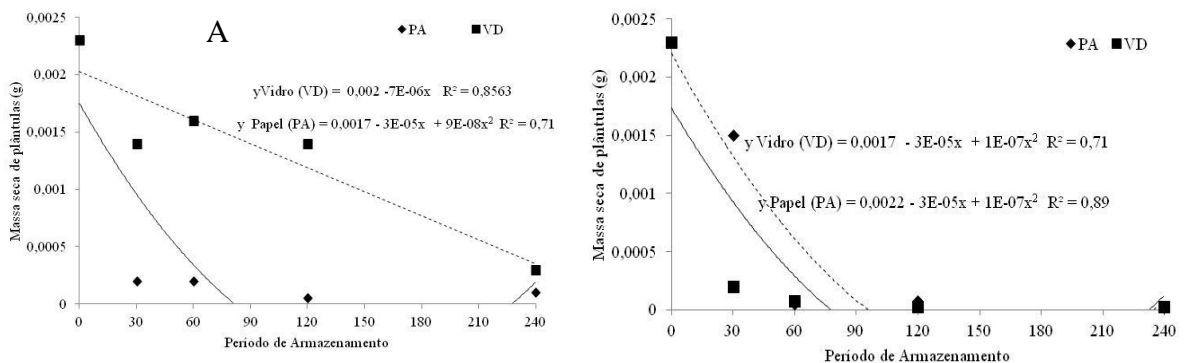 A
PA VD
yVidro (VD) = 0,002 -7E-06x R² = 0,8563
y Papel (PA) = 0,0017 - 3E-05x + 9E-08x² R² = 0,71
0,0025
0,002
0,0015
0,001
0,0005
0
0 30 60 90 120 150 180 210 240
Massa seca de plântulas (g)
Período de Armazenamento
PA VD
y Vidro (VD) = 0,0017 - 3E-05x + 1E-07x² R² = 0,71
y Papel (PA) = 0,0022 - 3E-05x + 1E-07x² R² = 0,89
0,0025
0,002
0,0015
0,001
0,0005
0
0 30 60 90 120 150 180 210 240
Massa seca de plântulas (g)
Período de Armazenamento